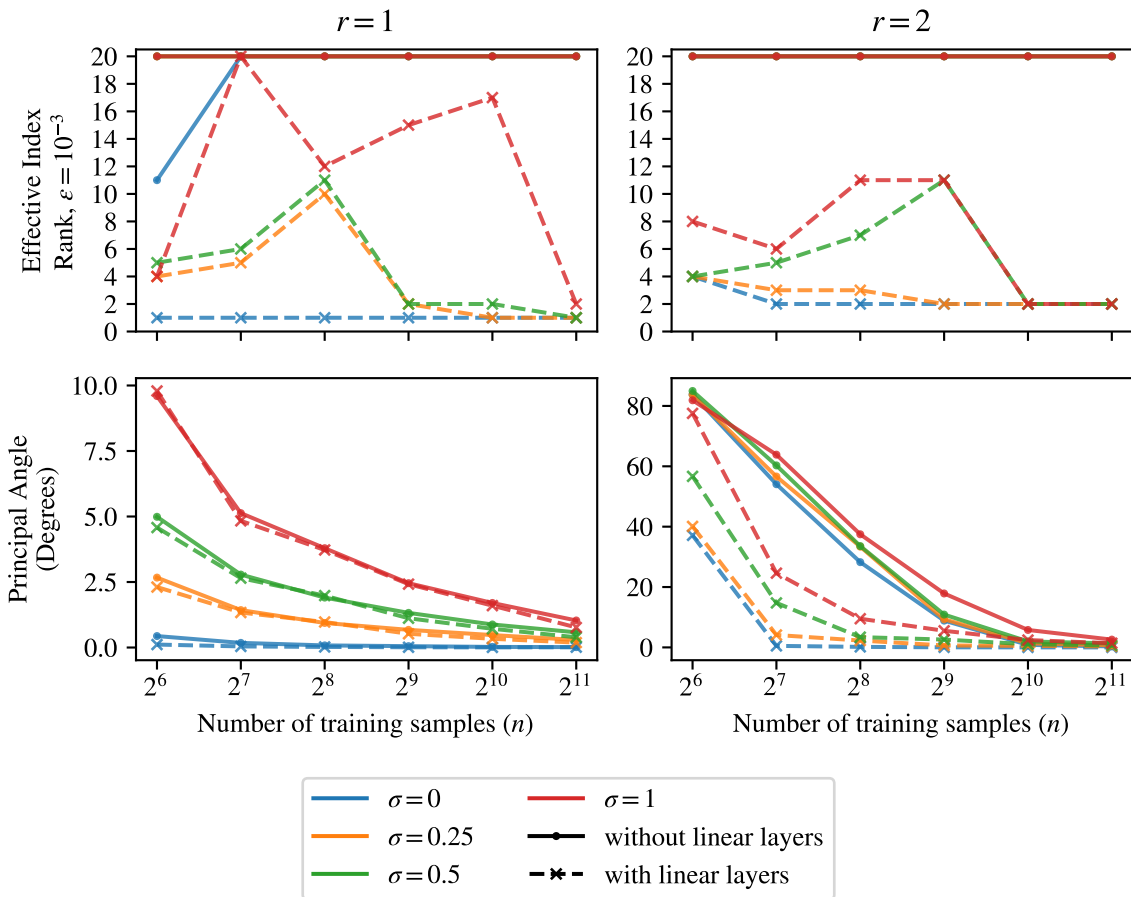 r = 1
r = 2
Effective Index
Rank, ε = 10⁻³
20
18
16
14
12
10
8
6
4
2
0
20
18
16
14
12
10
8
6
4
2
0
Principal Angle
(Degrees)
10.0
7.5
5.0
2.5
0.0
80
60
40
20
0
2⁶ 2⁷ 2⁸ 2⁹ 2¹⁰ 2¹¹
2⁶ 2⁷ 2⁸ 2⁹ 2¹⁰ 2¹¹
Number of training samples (n)
Number of training samples (n)
σ = 0
σ = 0.25
σ = 0.5
σ = 1
without linear layers
with linear layers